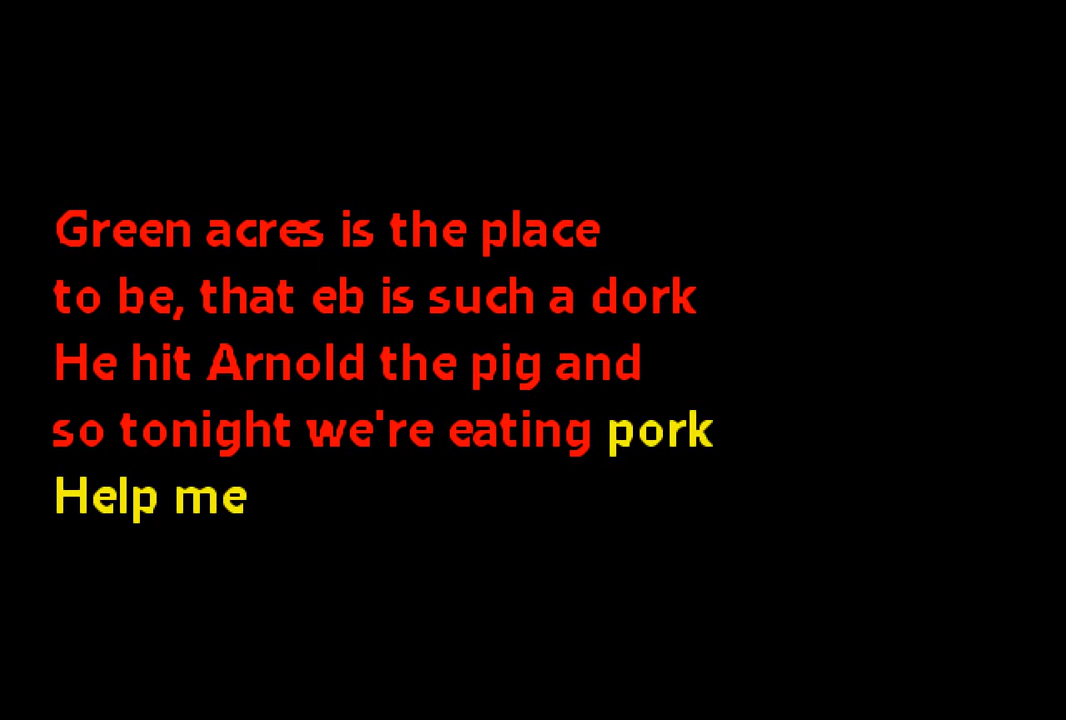 Green acres is the place
to be, that eb is such a dork
He hit Arnold the pig and
so tonight we're eating pork
Help me